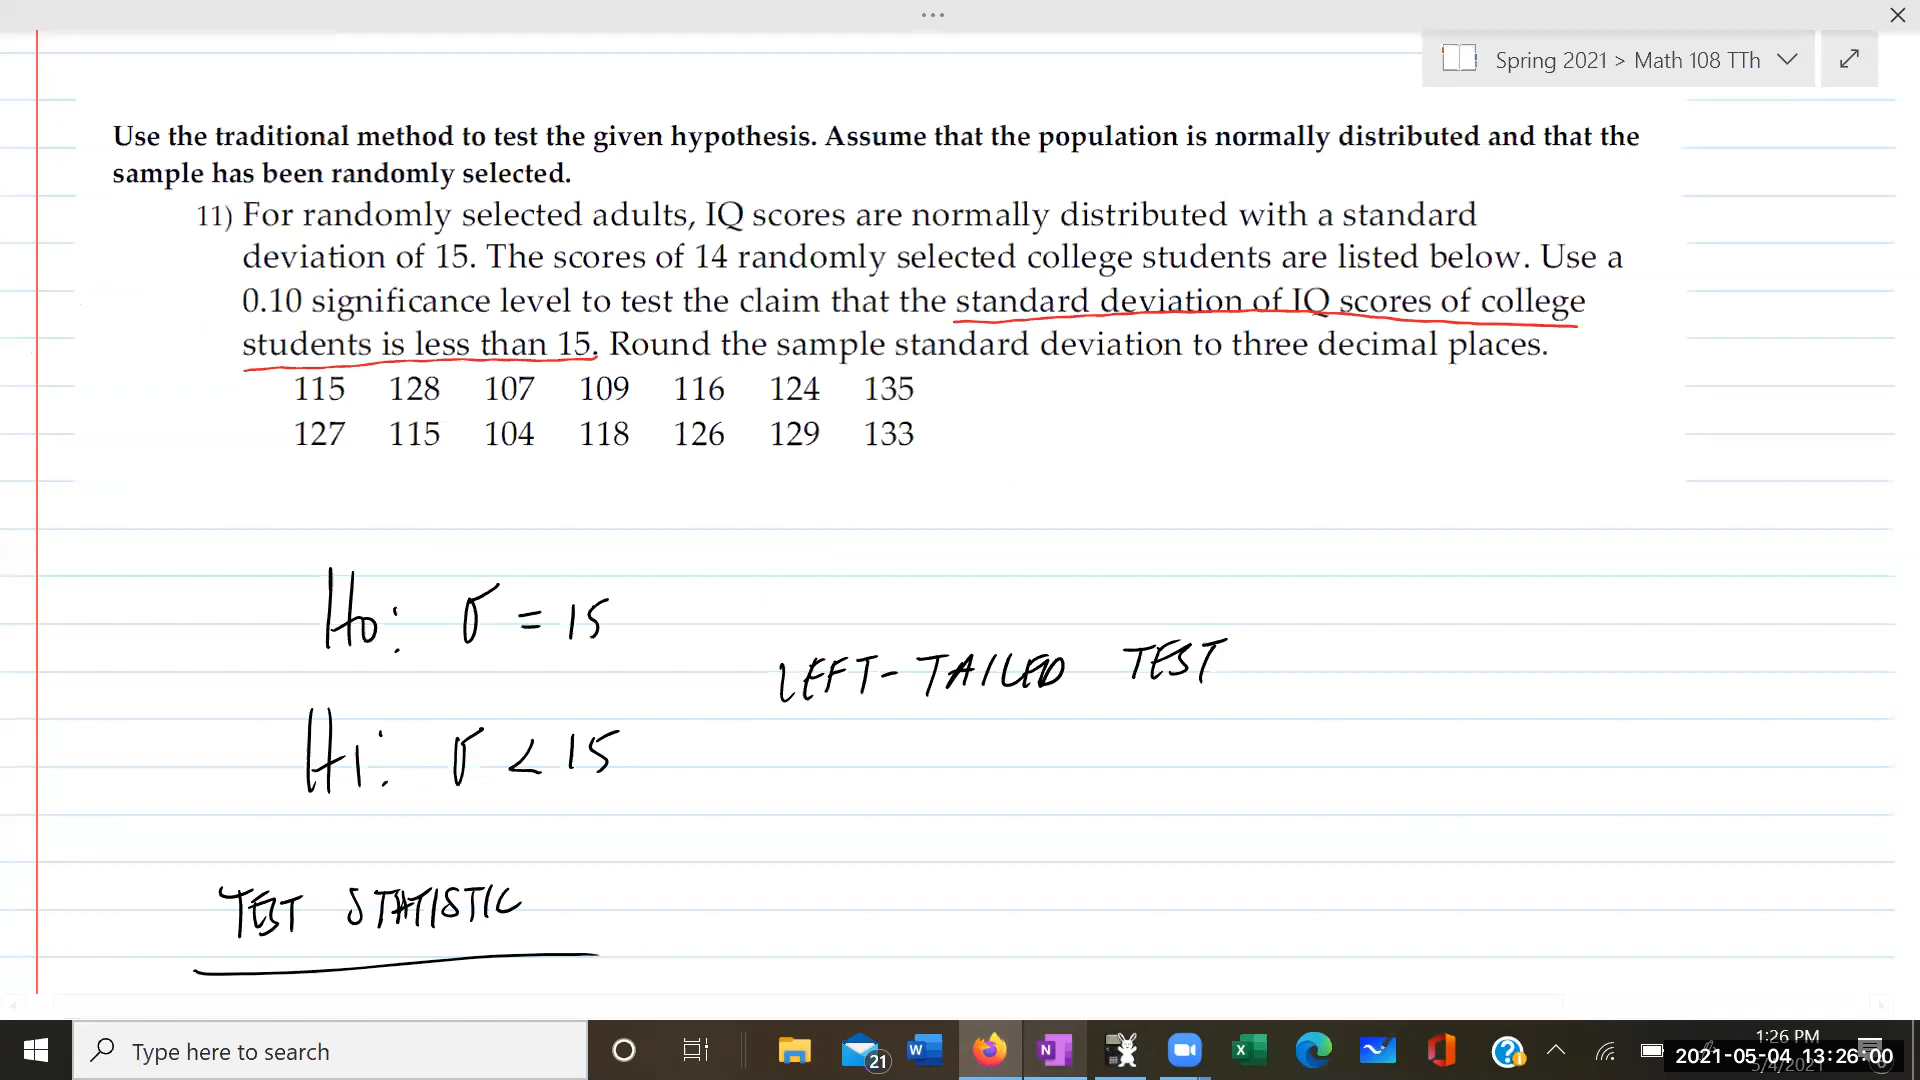 Spring 2021 > Math 108 TTh
Use the traditional method to test the given hypothesis. Assume that the population is normally distributed and that the
sample has been randomly selected.
11) For randomly selected adults, IQ scores are normally distributed with a standard
deviation of 15. The scores of 14 randomly selected college students are listed below. Use a
0.10 significance level to test the claim that the standard deviation of IQ scores of college
students is less than 15. Round the sample standard deviation to three decimal places.
115 128 107 109 116 124 135
127 115 104 118 126 129 133
H0: σ = 15
LEFT-TAILED TEST
H1: σ < 15
TEST STATISTIC
Type here to search
21
1:26 PM
5/4/2021
2021-05-04 13:26:00